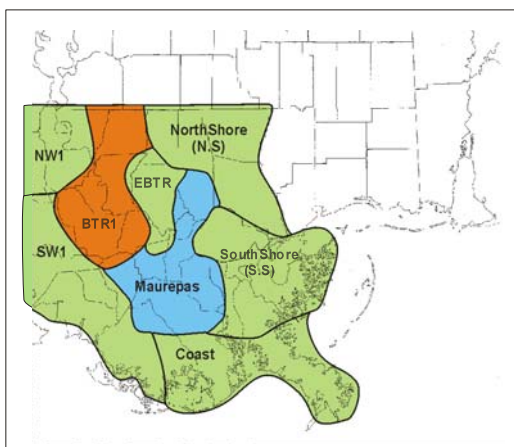 NorthShore
(N.S)
NW1
EBTR
BTR1
SW1
SouthShore
(S.S)
Maurepas
Coast